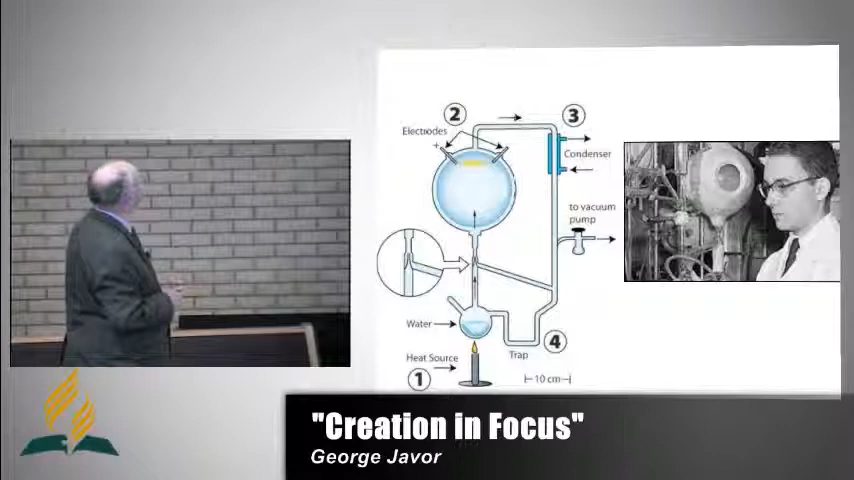 2
3
Electrodes
+
Condenser
to vacuum
pump
Water
4
Trap
Heat Source
1
10 cm
"Creation in Focus"
George Javor